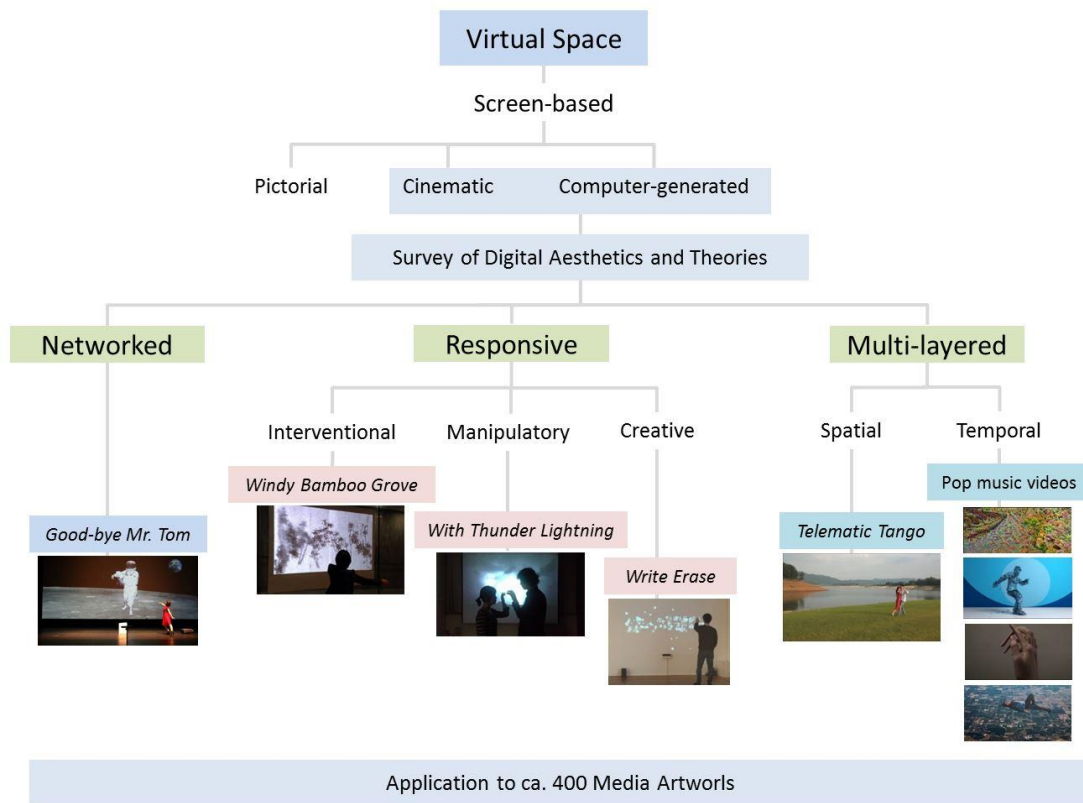 Virtual Space
Screen-based
Pictorial
Cinematic
Computer-generated
Survey of Digital Aesthetics and Theories
Networked
Responsive
Multi-layered
Interventional
Manipulatory
Creative
Spatial
Temporal
Windy Bamboo Grove
Pop music videos
Good-bye Mr. Tom
With Thunder Lightning
Telematic Tango
Write Erase
Application to ca. 400 Media Artworls